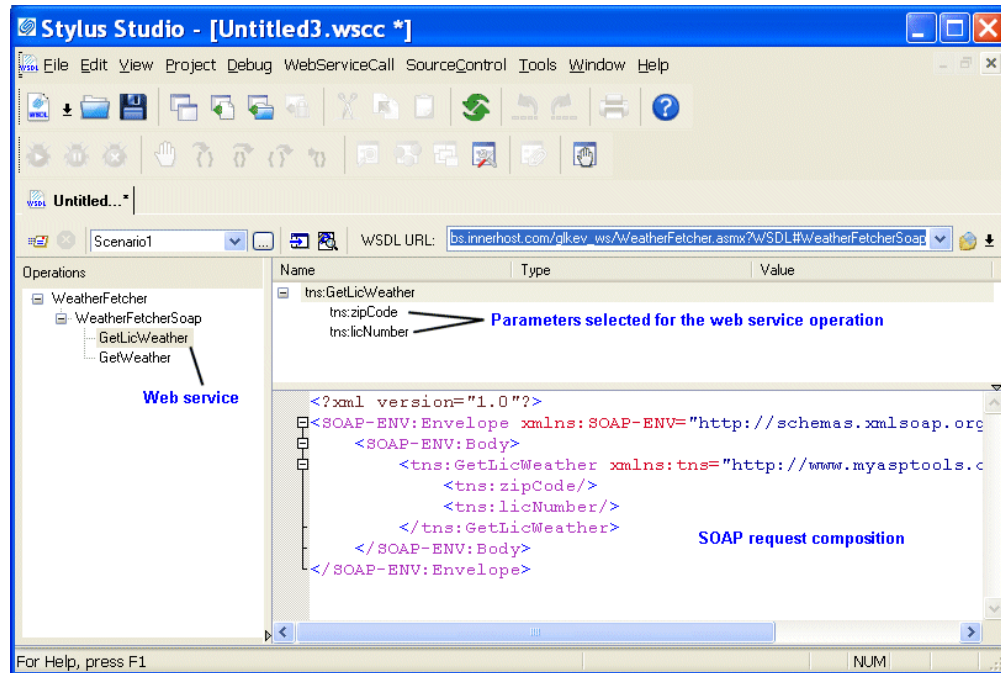 Stylus Studio - [Untitled3.wscc *]
File Edit View Project Debug WebServiceCall SourceControl Tools Window Help
Untitled...*
Scenario1
WSDL URL: bs.innerhost.com/glkev_ws/WeatherFetcher.asmx?WSDL#WeatherFetcherSoap
Operations
WeatherFetcher
WeatherFetcherSoap
GetLicWeather
GetWeather
Web service
Name Type Value
tns:GetLicWeather
tns:zipCode
tns:licNumber
Parameters selected for the web service operation
<?xml version="1.0"?>
<SOAP-ENV:Envelope xmlns:SOAP-ENV="http://schemas.xmlsoap.org
<SOAP-ENV:Body>
<tns:GetLicWeather xmlns:tns="http://www.myasptools.c
<tns:zipCode/>
<tns:licNumber/>
</tns:GetLicWeather>
</SOAP-ENV:Body>
</SOAP-ENV:Envelope>
SOAP request composition
For Help, press F1
NUM